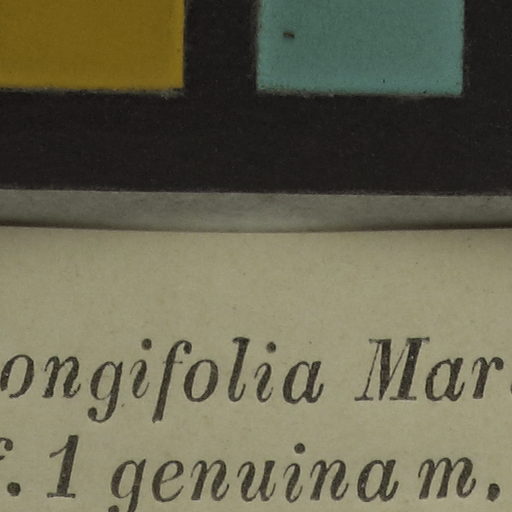 ongifolia Mar
f. 1 genuina m.